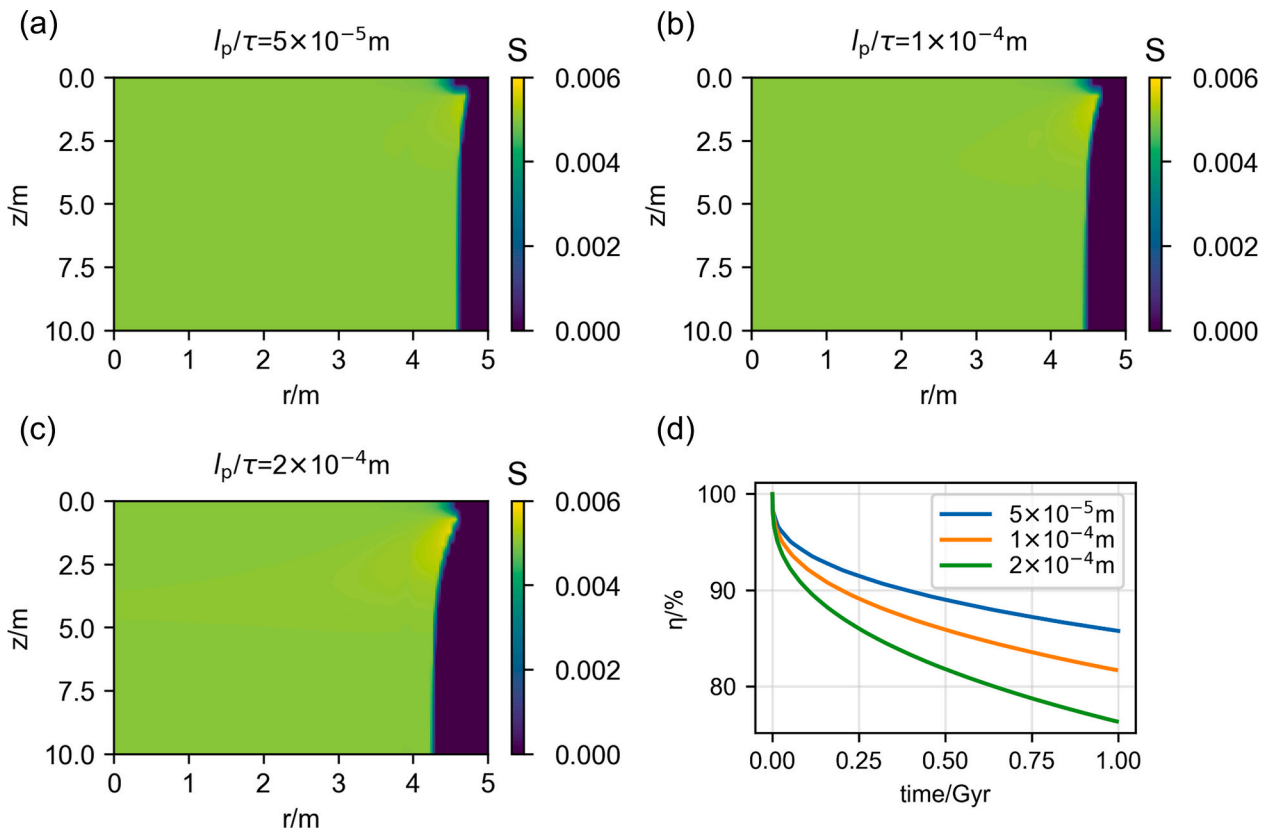 (a)
lp/τ=5×10⁻⁵m
S
0.0
2.5
5.0
7.5
10.0
z/m
0 1 2 3 4 5
r/m
0.006
0.004
0.002
0.000
(b)
lp/τ=1×10⁻⁴m
S
0.0
2.5
5.0
7.5
10.0
z/m
0 1 2 3 4 5
r/m
0.006
0.004
0.002
0.000
(c)
lp/τ=2×10⁻⁴m
S
0.0
2.5
5.0
7.5
10.0
z/m
0 1 2 3 4 5
r/m
0.006
0.004
0.002
0.000
(d)
100
90
80
η/%
5×10⁻⁵m
1×10⁻⁴m
2×10⁻⁴m
0.00 0.25 0.50 0.75 1.00
time/Gyr